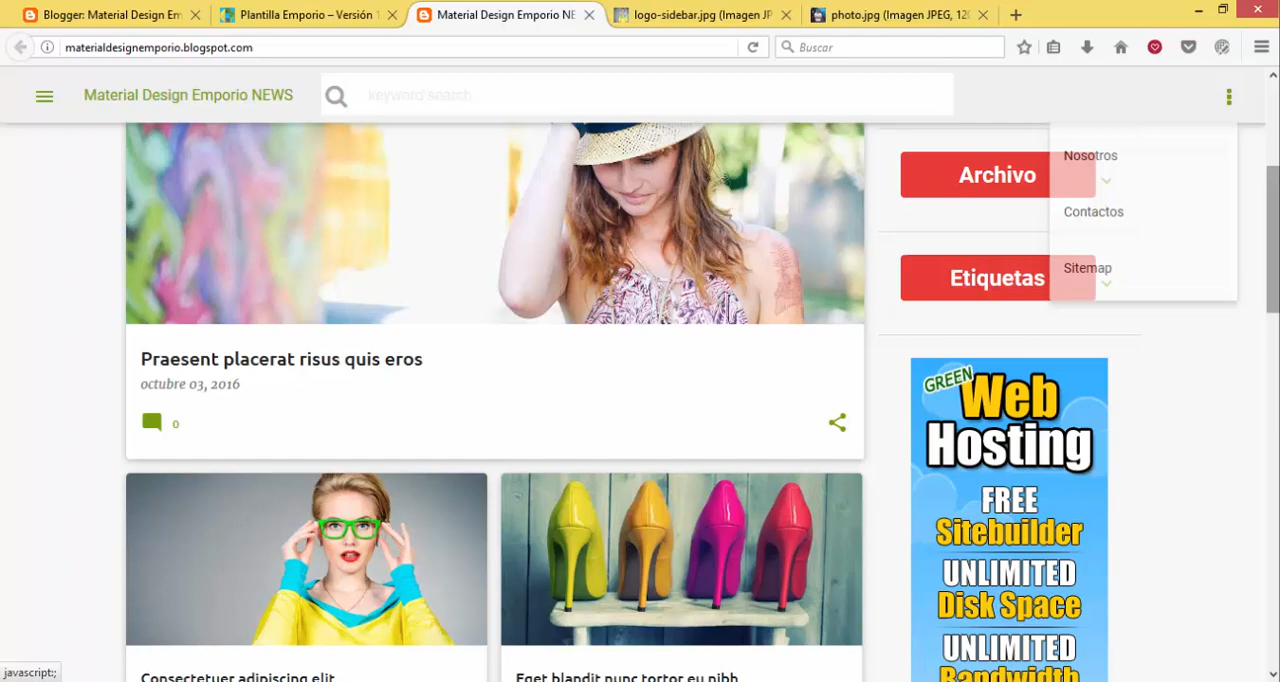 Blogger: Material Design Em
Plantilla Emporio – Versión 1
Material Design Emporio NE
logo-sidebar.jpg (Imagen JP
photo.jpg (Imagen JPEG, 120
materialdesignemporio.blogspot.com
Buscar
Material Design Emporio NEWS
keyword search
Nosotros
Archivo
Contactos
Sitemap
Etiquetas
Praesent placerat risus quis eros
octubre 03, 2016
0
GREEN
Web
Hosting
FREE
Sitebuilder
UNLIMITED
Disk Space
UNLIMITED
Bandwidth
Consectetuer adipiscing elit
Eget blandit nunc tortor eu nibh
javascript:;